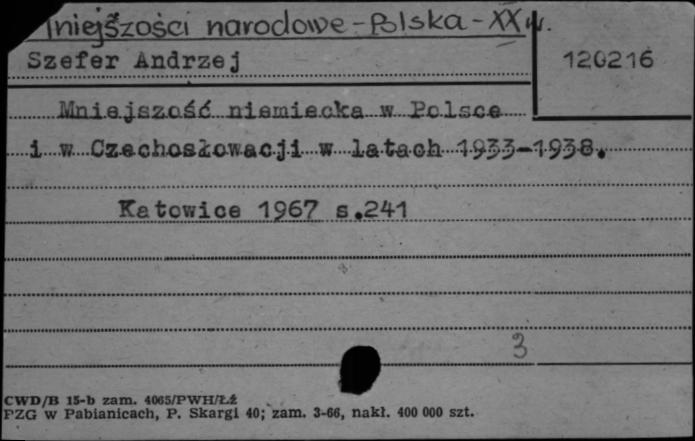 mniejszości narodowe - Polska - XX w.
Szefer Andrzej 120216
Mniejszość niemiecka w Polsce
i w Czechosłowacji w latach 1933-1938.
Katowice 1967 s.241
3
CWD/B 15-b zam. 4065/PWH/Łż
PZG w Pabianicach, P. Skargi 40; zam. 3-66, nakł. 400 000 szt.